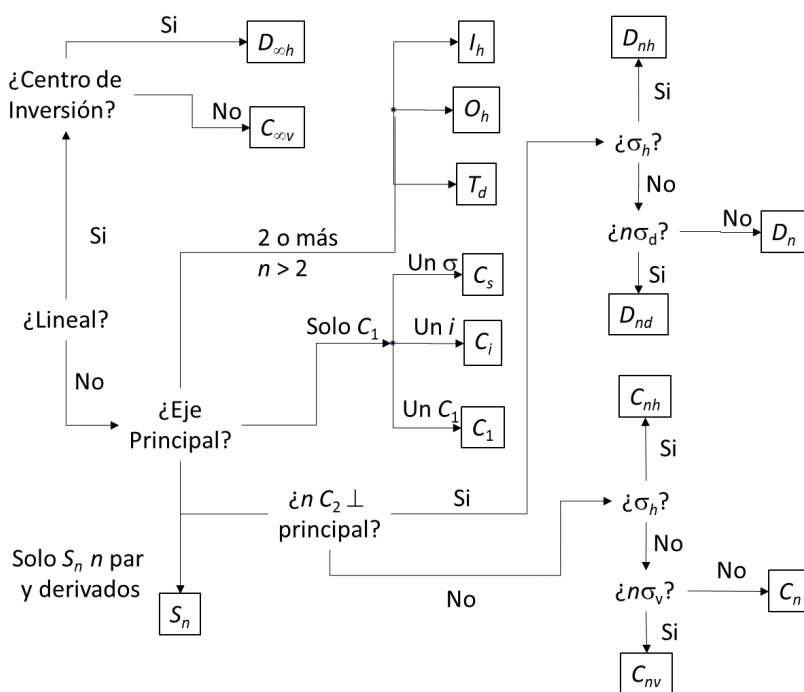 Si
D∞h
¿Centro de
Inversión?
No
C∞v
Si
¿Lineal?
No
¿Eje
Principal?
2 o más
n > 2
Ih
Oh
Td
Solo C1
Un σ
Cs
Un i
Ci
Un C1
C1
Solo Sn n par
y derivados
Sn
¿n C2 ⊥
principal?
Si
No
Dnh
Si
¿σh?
No
¿nσd?
No
Dn
Si
Dnd
Cnh
Si
¿σh?
No
¿nσv?
No
Cn
Si
Cnv